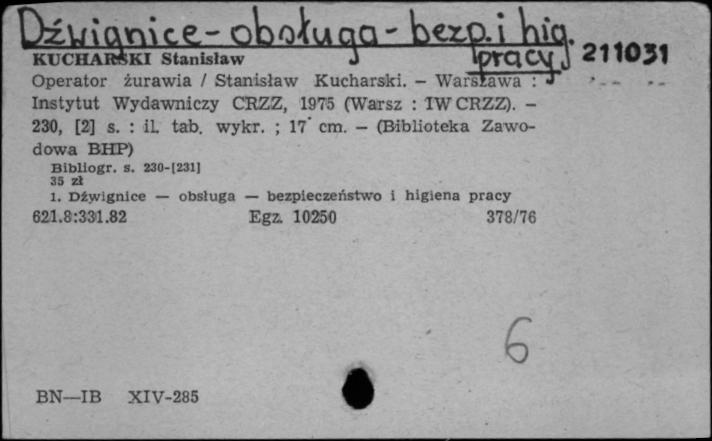 Dźwignice - obsługa - bezp. i hig. pracy
211031
KUCHARSKI Stanisław
Operator żurawia / Stanisław Kucharski. — Warszawa :
Instytut Wydawniczy CRZZ, 1975 (Warsz : IW CRZZ). —
230, [2] s. : il. tab. wykr. ; 17 cm. — (Biblioteka Zawo-
dowa BHP)
Bibliogr. s. 230-[231]
35 zł
1. Dźwignice — obsługa — bezpieczeństwo i higiena pracy
621.8:331.82 Egz. 10250 378/76
6
BN—IB XIV-285